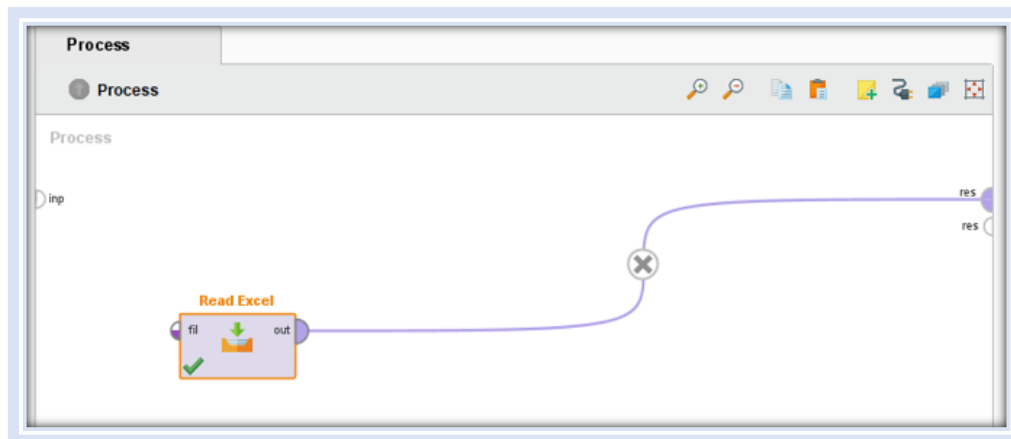 Process
Process
Process
inp
res
res
Read Excel
fil
out